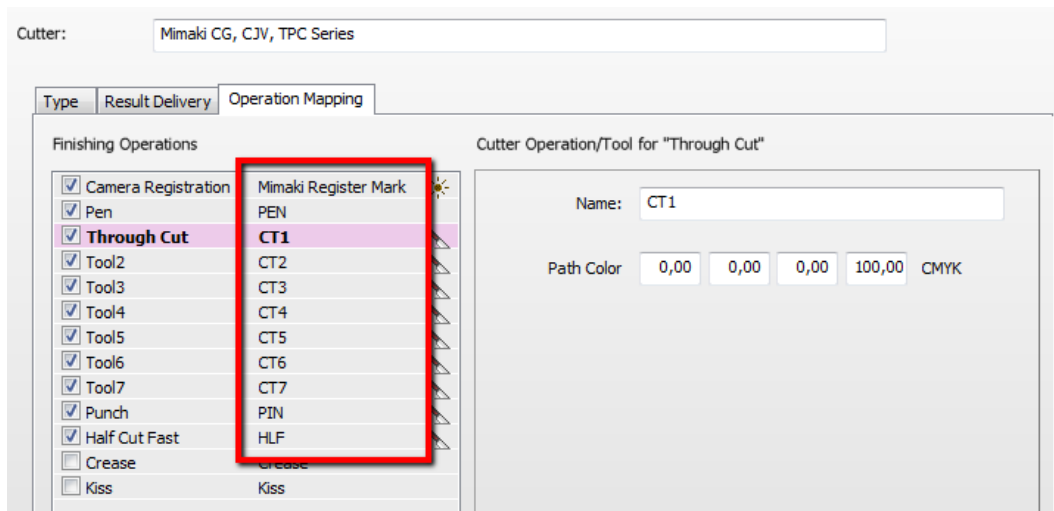 Cutter: Mimaki CG, CJV, TPC Series
Type Result Delivery Operation Mapping
Finishing Operations
Camera Registration Mimaki Register Mark
Pen PEN
Through Cut CT1
Tool2 CT2
Tool3 CT3
Tool4 CT4
Tool5 CT5
Tool6 CT6
Tool7 CT7
Punch PIN
Half Cut Fast HLF
Crease Crease
Kiss Kiss
Cutter Operation/Tool for "Through Cut"
Name: CT1
Path Color 0,00 0,00 0,00 100,00 CMYK